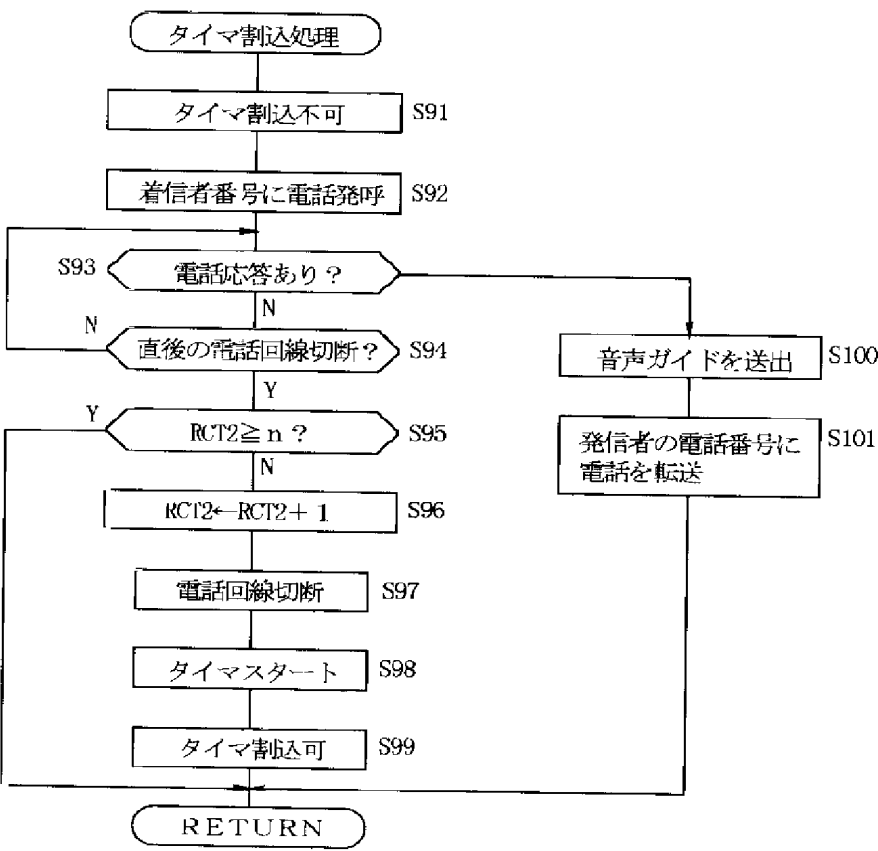 タイマ割込処理
タイマ割込不可 S91
着信者番号に電話発呼 S92
S93 電話応答あり?
N
N 直後の電話回線切断? S94
Y
Y RCT2≧n? S95
N
RCT2←RCT2+1 S96
電話回線切断 S97
タイマスタート S98
タイマ割込可 S99
RETURN
音声ガイドを送出 S100
発信者の電話番号に S101
電話を転送